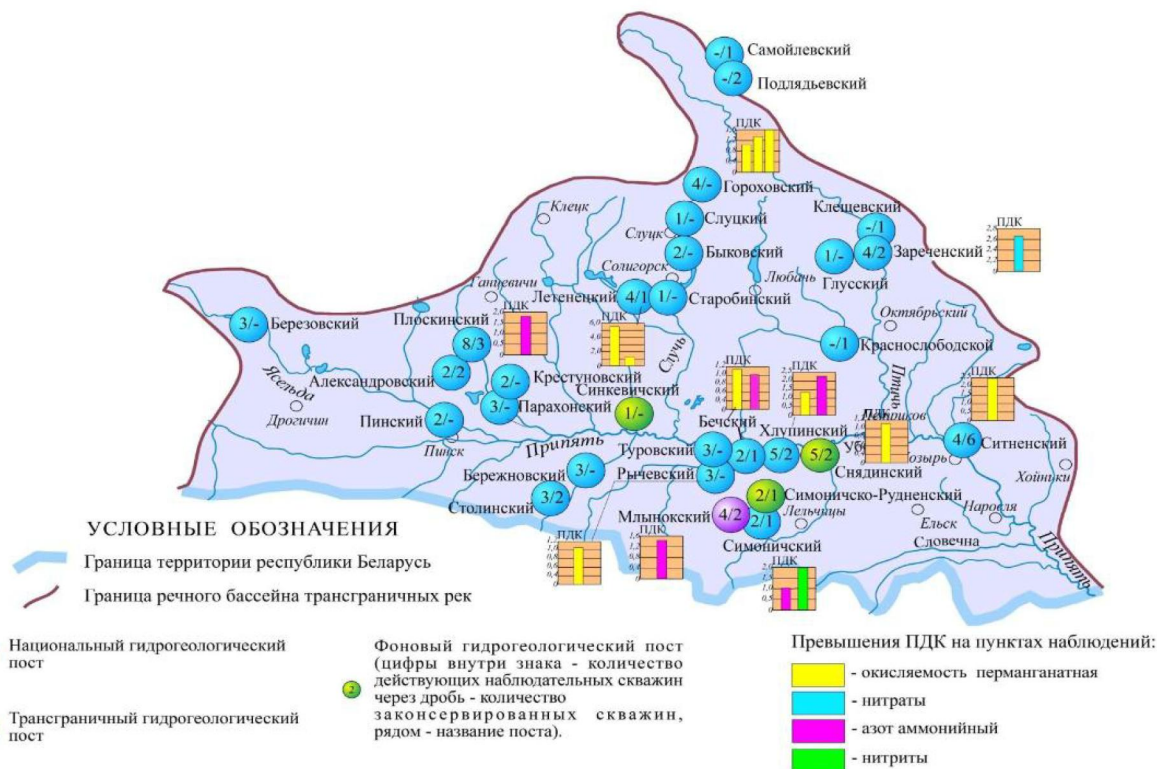 -/1 Самойлевский
-/2 Подлядьевский
ПДК
4/- Гороховский
Клецк
1/- Слуцкий
Слуцк
Клешевский
-/1
ПДК
2/- Быковский
4/2 Зареченский
1/-
Глусский
Солигорск
Любань
Ганцевичи
Летенецкий 4/1 1/- Старобинский
3/- Березовский
Плоскинский
ПДК
ПДК
Октябрьский
8/3
-/1 Краснослободской
Случь
Ясельда
Александровский 2/2
2/- Крестуновский
Синкевичский
ПДК
ПДК
Птичь
Дрогичин
3/- Парахонский
1/-
Пинский 2/-
Пинск
Припять
Бечский
Хлупинский
ПДК
Туровский 3/- 2/1 5/2 5/2
Снядинский
4/6 Ситненский
Хойники
Бережновский 3/-
Рычевский 3/-
Столинский 3/2
2/1 Симоничско-Рудненский
Млынокский 4/2 2/1
Лельчицы
Симоничский
Наровля
Ельск
Словечна
Припять
ПДК
ПДК
УСЛОВНЫЕ ОБОЗНАЧЕНИЯ
Граница территории республики Беларусь
Граница речного бассейна трансграничных рек
Национальный гидрогеологический
пост
Трансграничный гидрогеологический
пост
2
Фоновый гидрогеологический пост
(цифры внутри знака - количество
действующих наблюдательных скважин
через дробь - количество
законсервированных скважин,
рядом - название поста).
Превышения ПДК на пунктах наблюдений:
- окисляемость перманганатная
- нитраты
- азот аммонийный
- нитриты